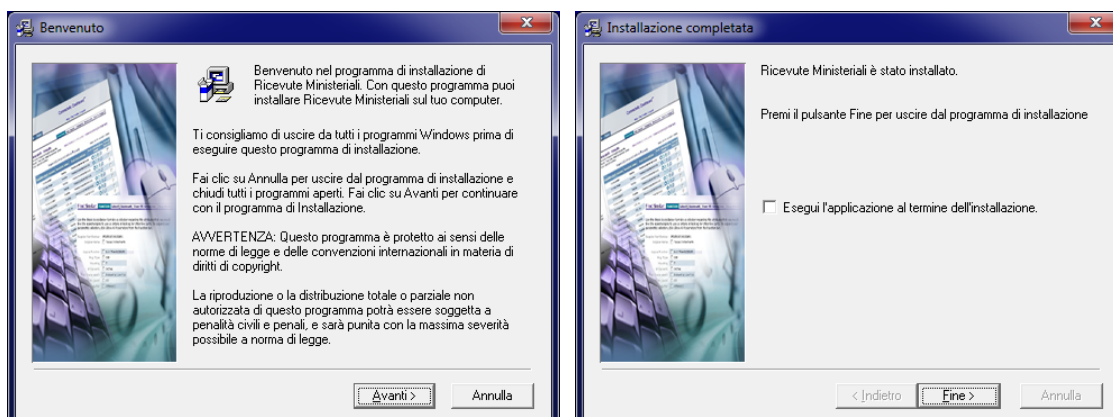 Benvenuto
Benvenuto nel programma di installazione di
Ricevute Ministeriali. Con questo programma puoi
installare Ricevute Ministeriali sul tuo computer.
Ti consigliamo di uscire da tutti i programmi Windows prima di
eseguire questo programma di installazione.
Fai clic su Annulla per uscire dal programma di installazione e
chiudi tutti i programmi aperti. Fai clic su Avanti per continuare
con il programma di Installazione.
AVVERTENZA: Questo programma è protetto ai sensi delle
norme di legge e delle convenzioni internazionali in materia di
diritti di copyright.
La riproduzione o la distribuzione totale o parziale non
autorizzata di questo programma potrà essere soggetta a
penalità civili e penali, e sarà punita con la massima severità
possibile a norma di legge.
Avanti >
Annulla
Installazione completata
Ricevute Ministeriali è stato installato.
Premi il pulsante Fine per uscire dal programma di installazione
Esegui l'applicazione al termine dell'installazione.
< Indietro
Fine >
Annulla